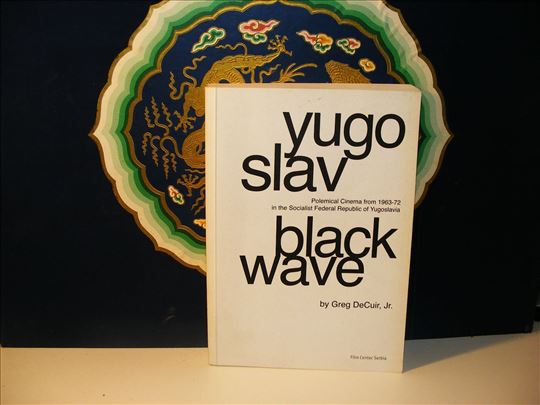 yugo
slav
Polemical Cinema from 1963-72
in the Socialist Federal Republic of Yugoslavia
black
wave
by Greg DeCuir, Jr.
Film Center Serbia